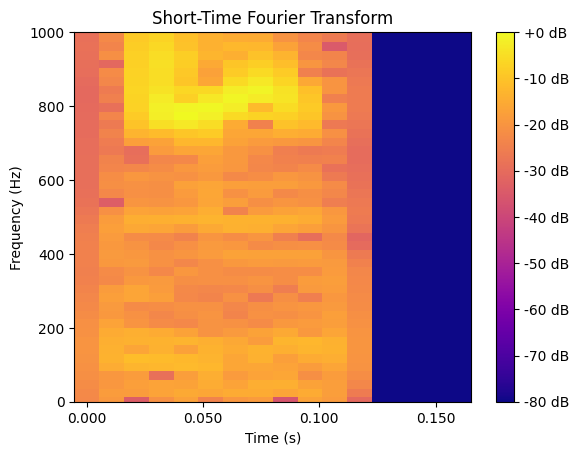 Short-Time Fourier Transform
Frequency (Hz)
1000
800
600
400
200
0
0.000 0.050 0.100 0.150
Time (s)
+0 dB
-10 dB
-20 dB
-30 dB
-40 dB
-50 dB
-60 dB
-70 dB
-80 dB